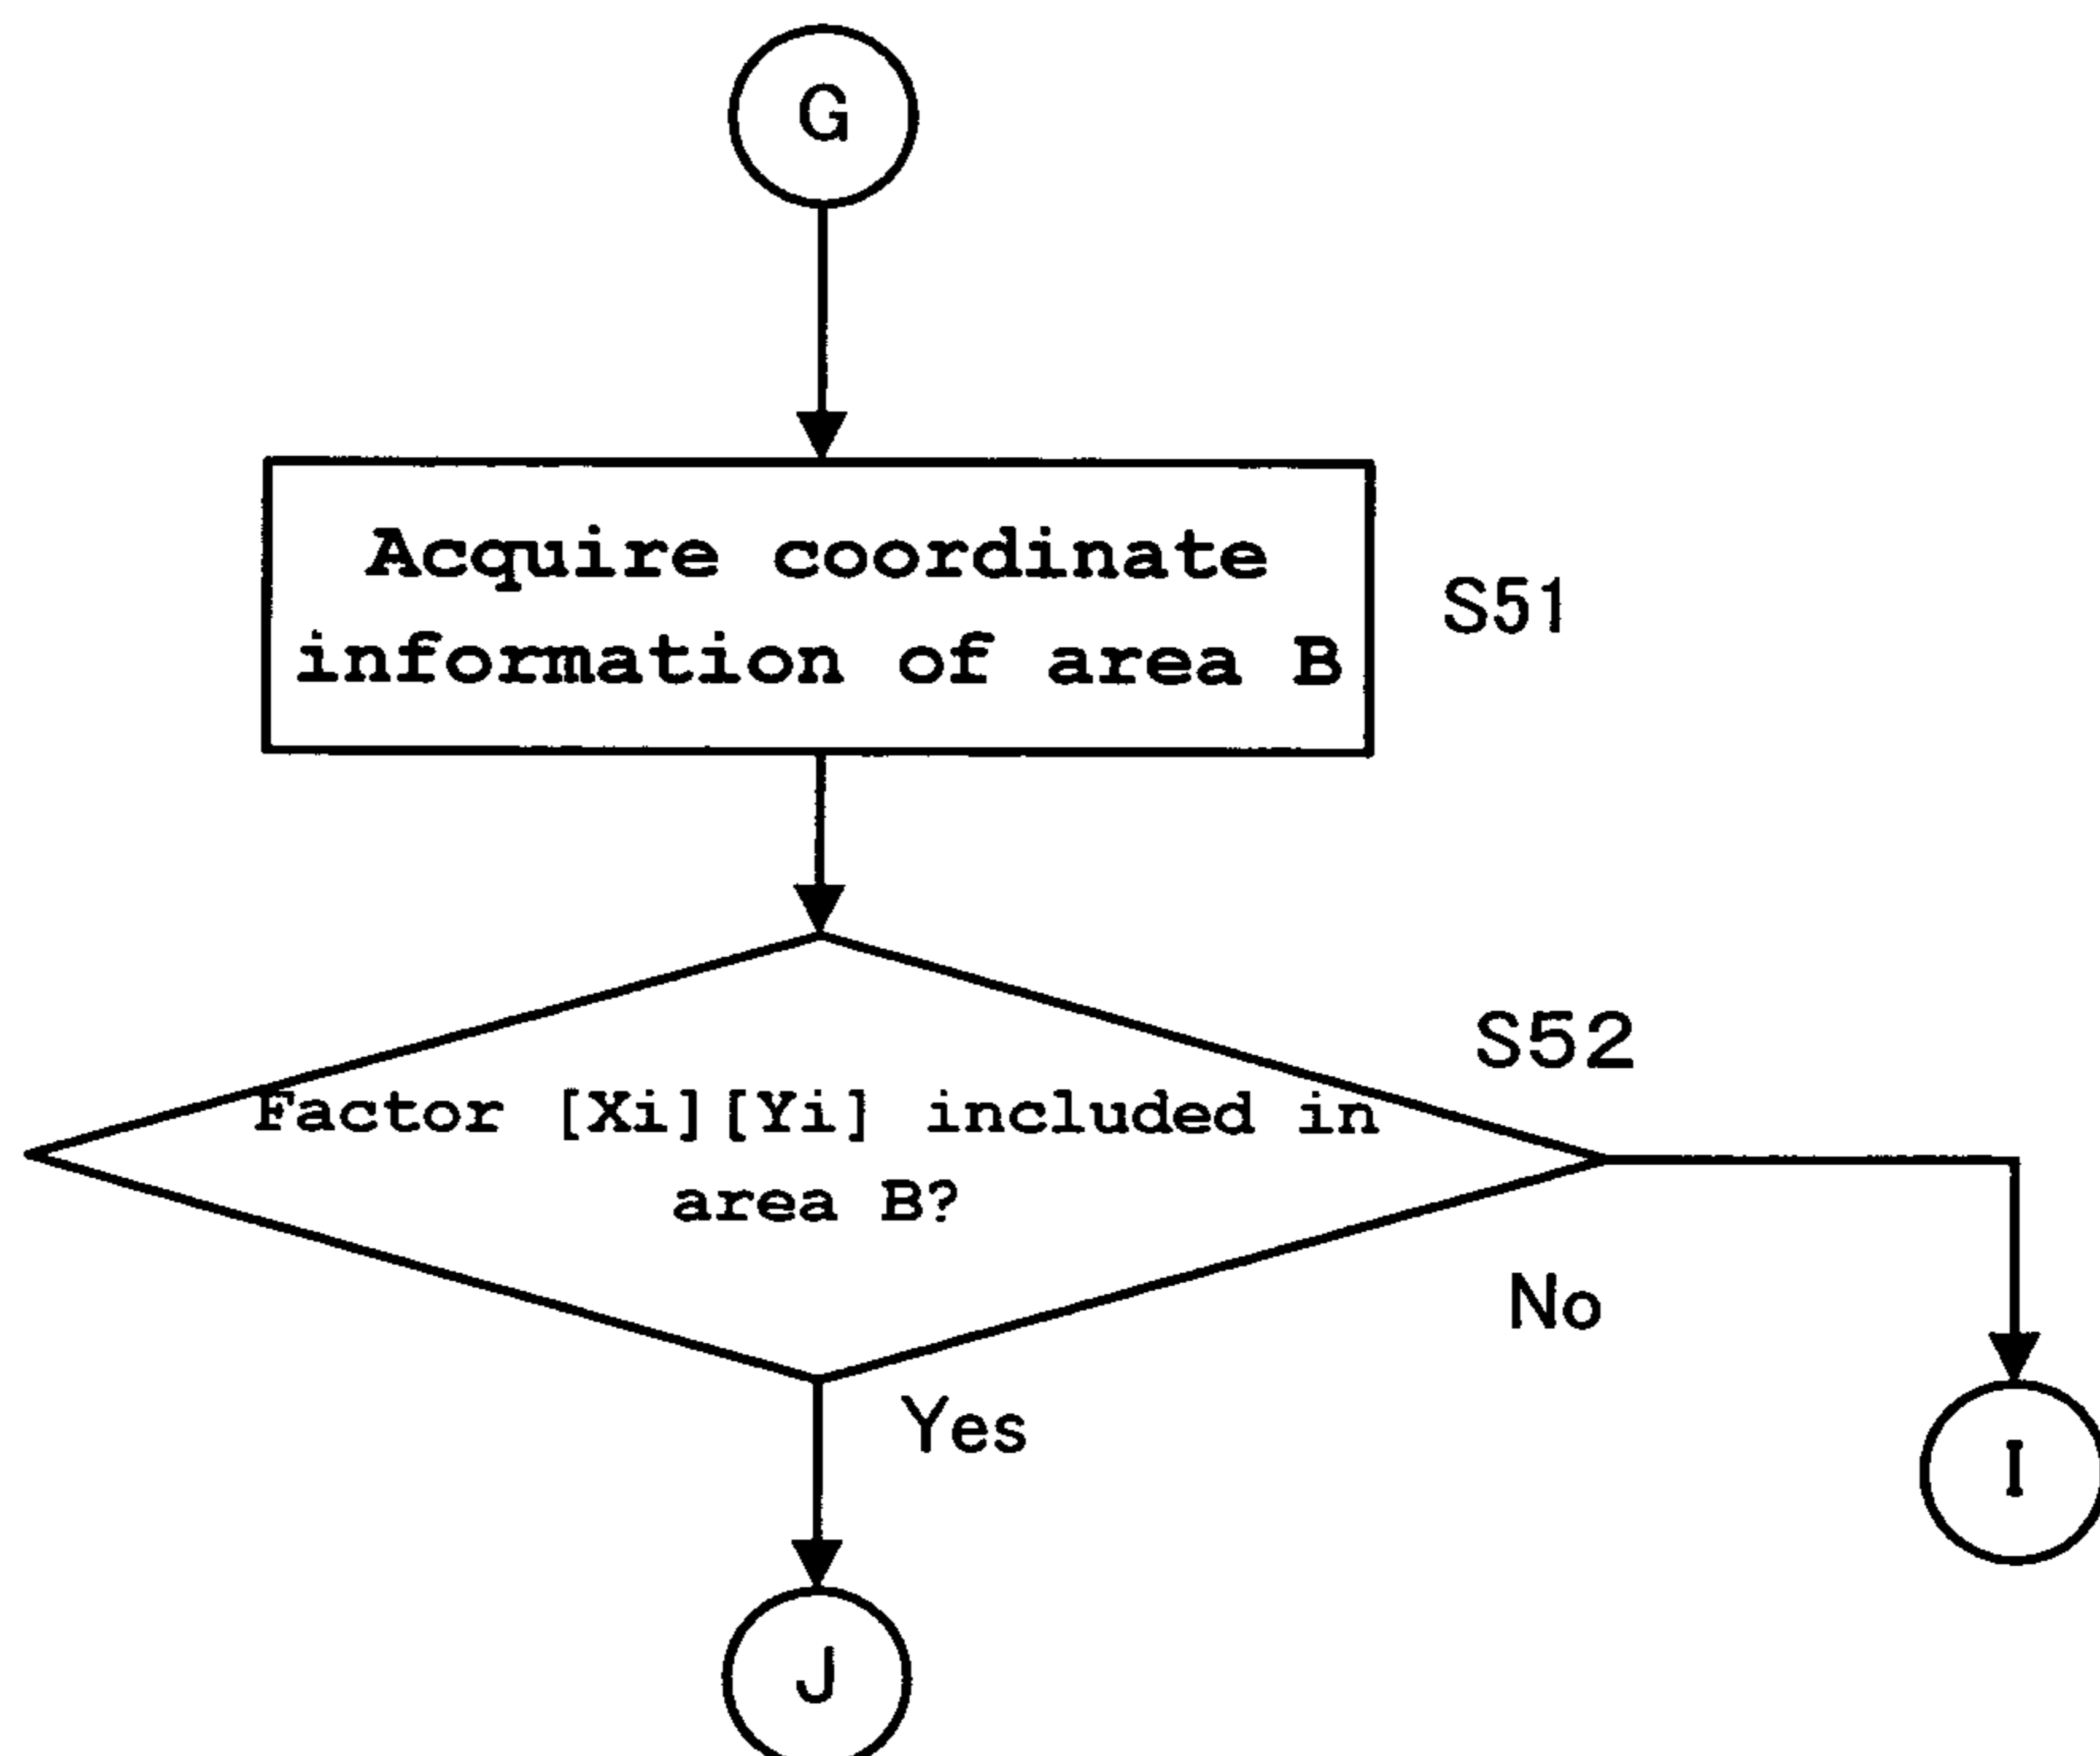 G
Acquire coordinate
information of area B
S51
S52
Factor [Xi][Yi] included in
area B?
No
Yes
I
J